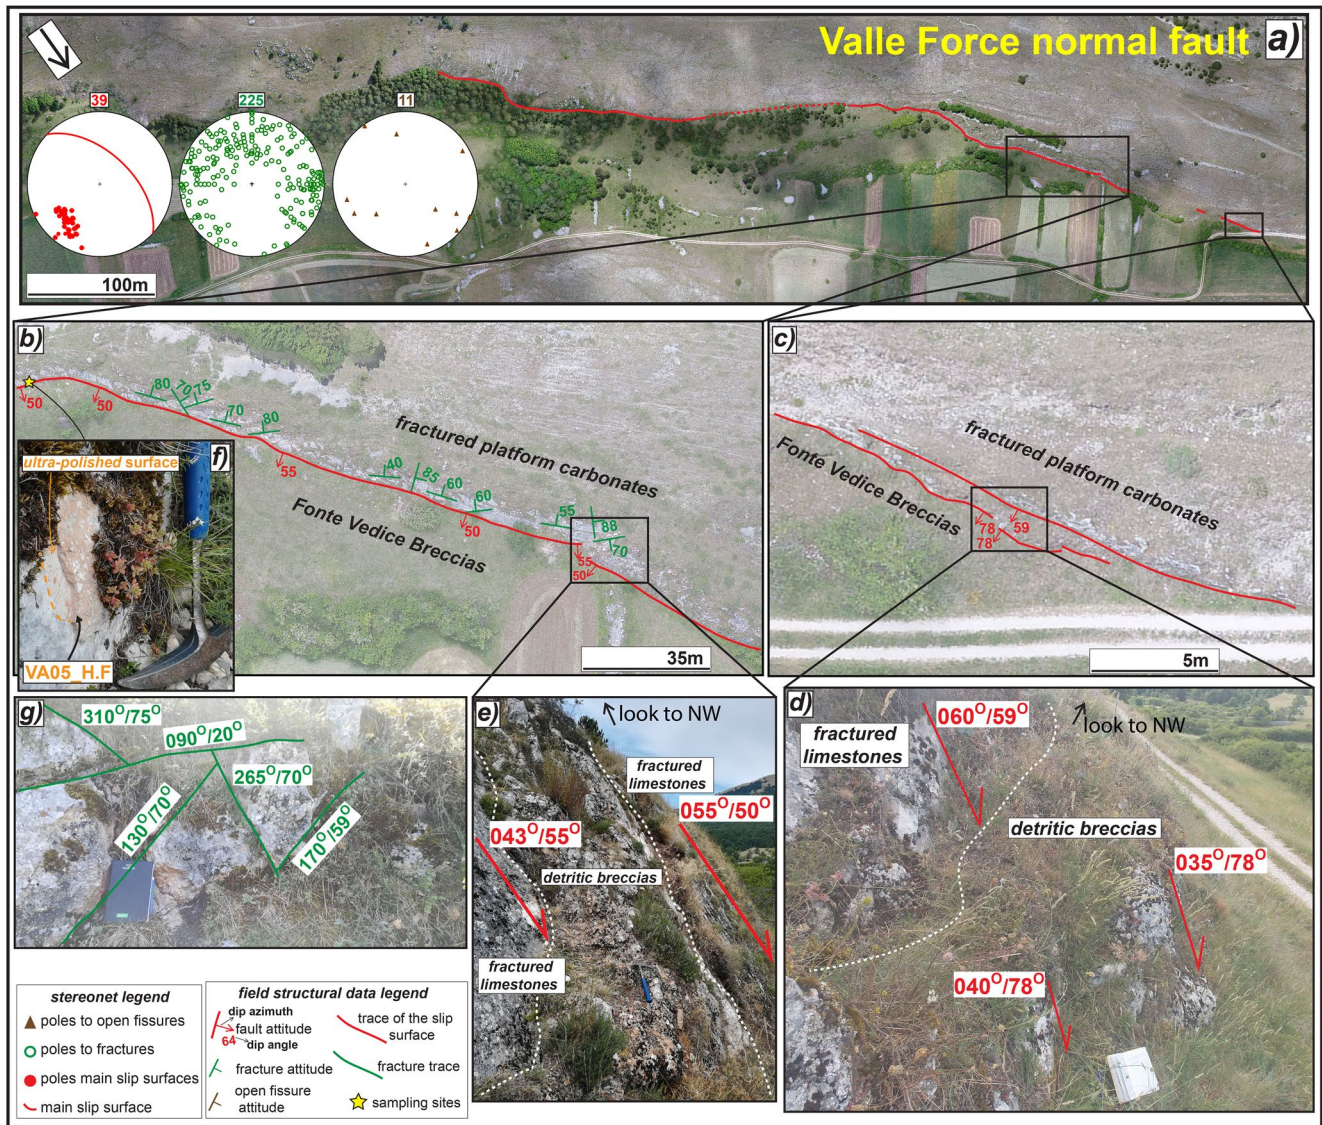 Valle Force normal fault
a)
39
225
11
100m
b)
80
70
75
50
50
70
80
fractured platform carbonates
55
40
85
60
60
Fonte Vedice Breccias
50
55
88
70
55
50
35m
f)
ultra-polished surface
VA05_H.F
c)
fractured platform carbonates
Fonte Vedice Breccias
78
59
78
5m
g)
310°/75°
090°/20°
265°/70°
130°/70°
170°/59°
e)
look to NW
fractured
limestones
055°/50°
043°/55°
detritic breccias
fractured
limestones
d)
060°/59°
look to NW
fractured
limestones
detritic breccias
035°/78°
040°/78°
stereonet legend
poles to open fissures
poles to fractures
poles main slip surfaces
main slip surface
field structural data legend
dip azimuth
fault attitude
64
dip angle
fracture attitude
open fissure
attitude
trace of the slip
surface
fracture trace
sampling sites